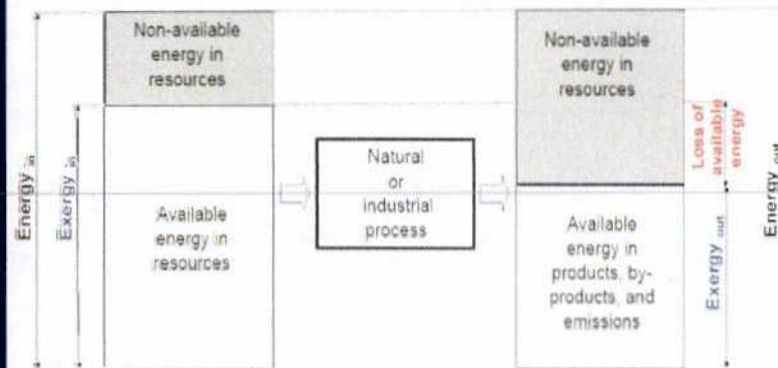 Energy in
Exergy in
Non-available
energy in
resources
Available
energy in
resources
Natural
or
industrial
process
Non-available
energy in
resources
Available
energy in
products, by-
products, and
emissions
Loss of
available
energy
Exergy out
Energy out